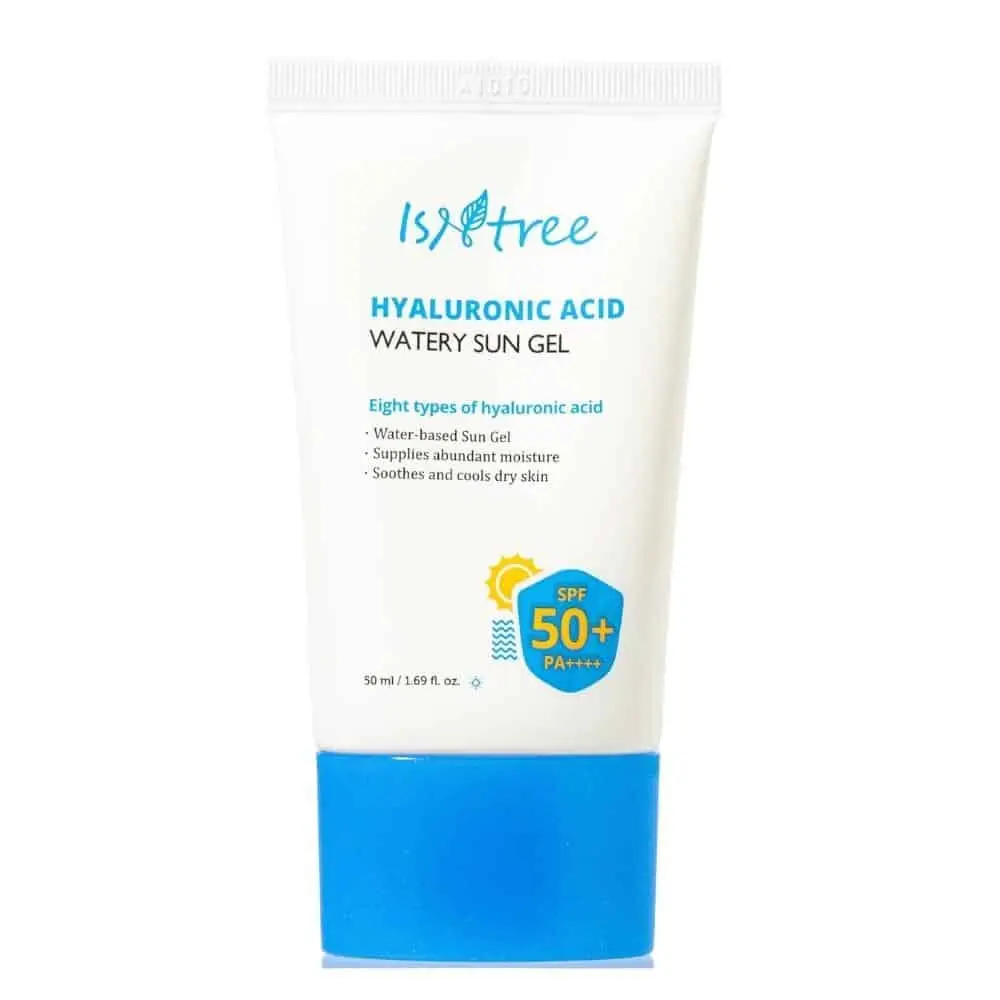 Isntree
HYALURONIC ACID
WATERY SUN GEL
Eight types of hyaluronic acid
· Water-based Sun Gel
· Supplies abundant moisture
· Soothes and cools dry skin
SPF
50+
PA++++
50 ml / 1.69 fl. oz.